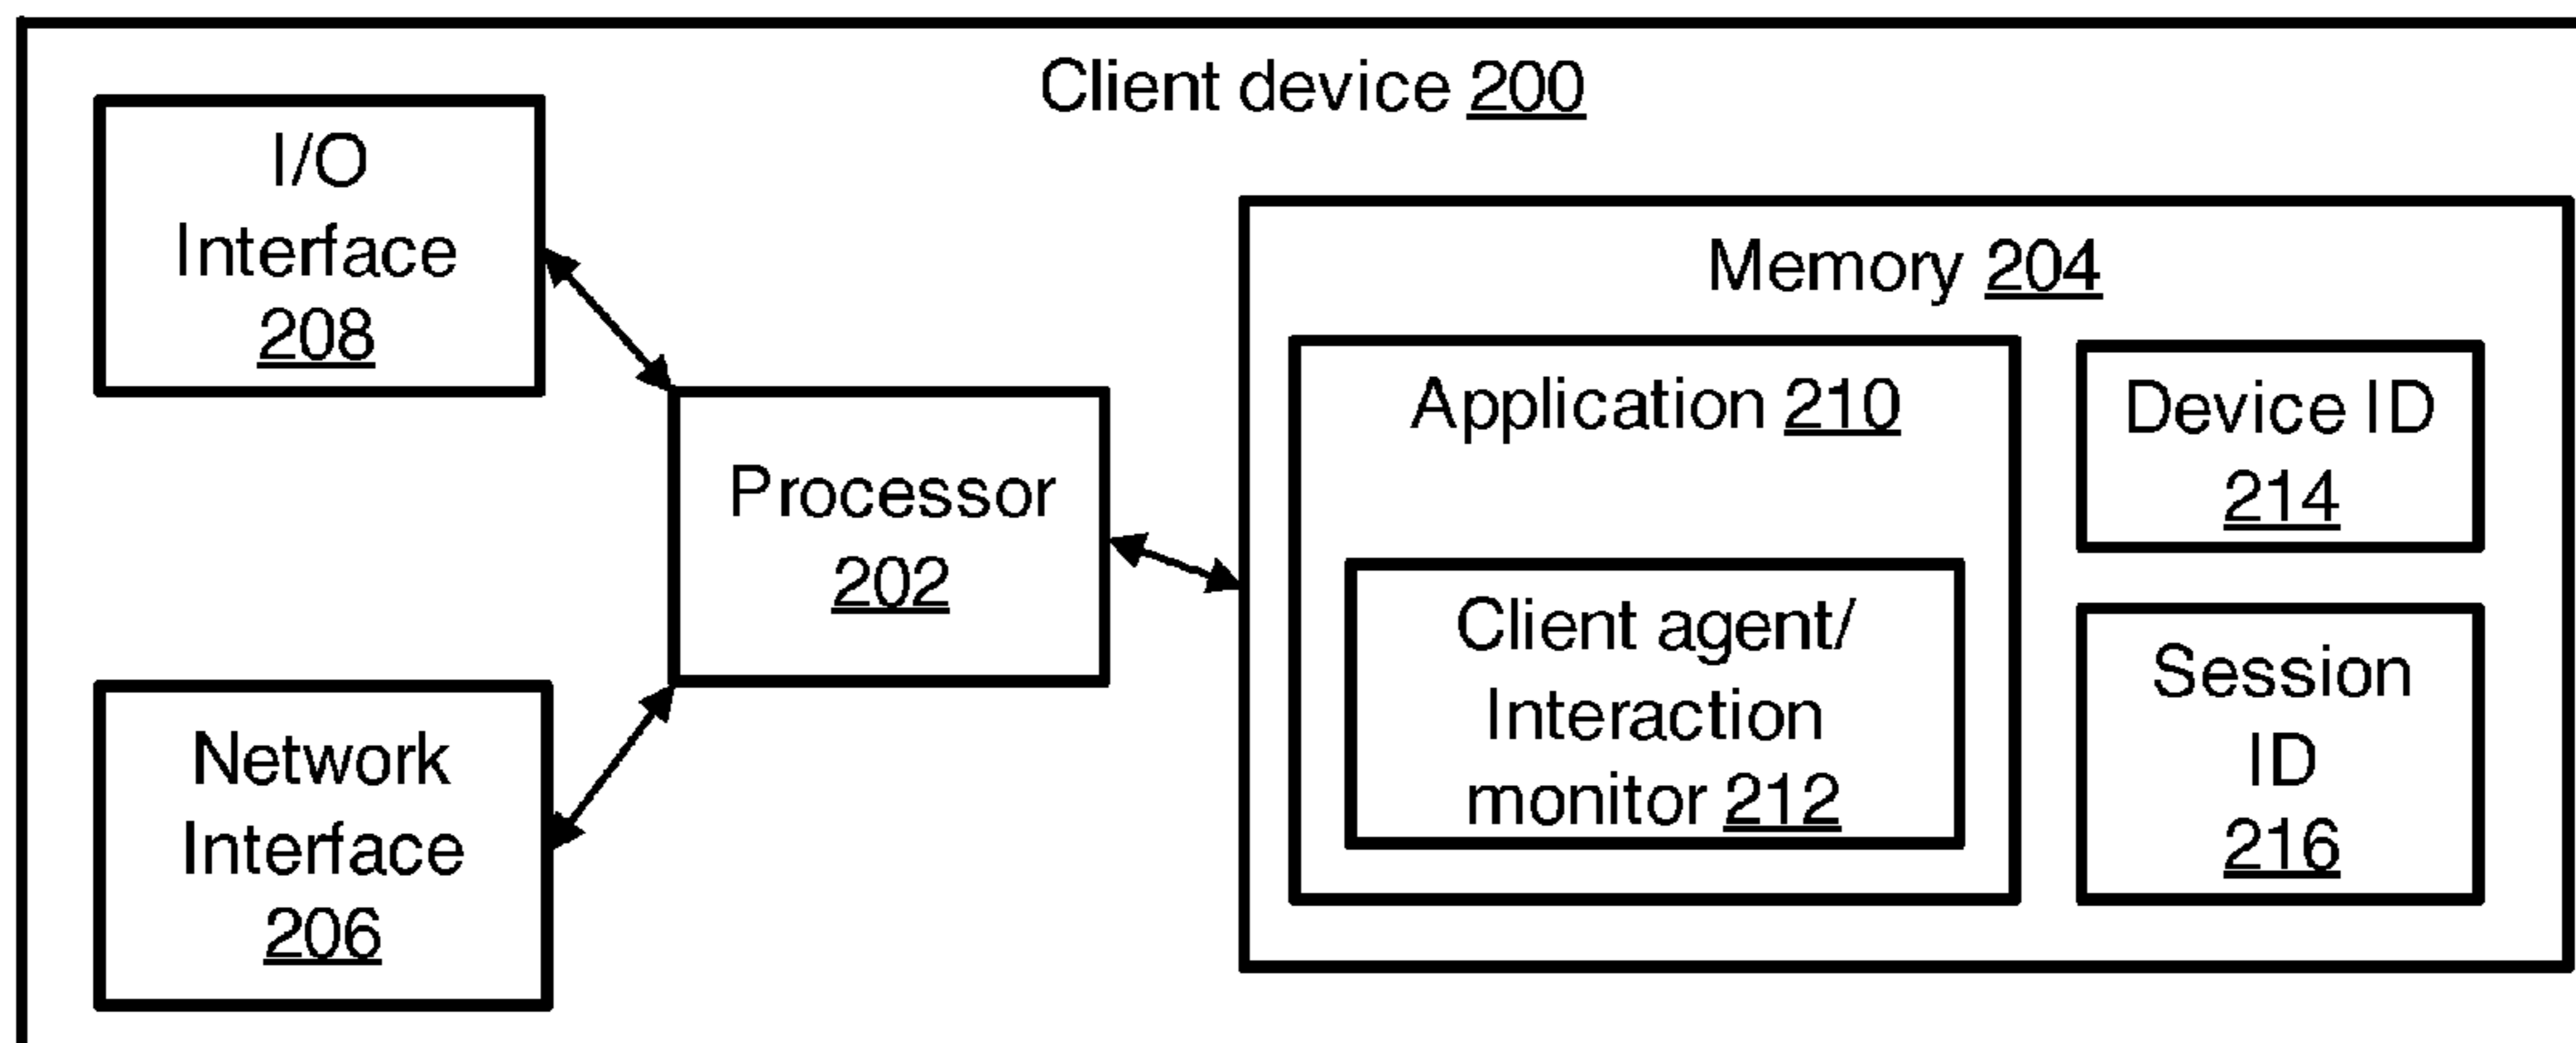 Client device 200
I/O
Interface
208
Memory 204
Application 210
Device ID
214
Processor
202
Client agent/
Interaction
monitor 212
Session
ID
216
Network
Interface
206